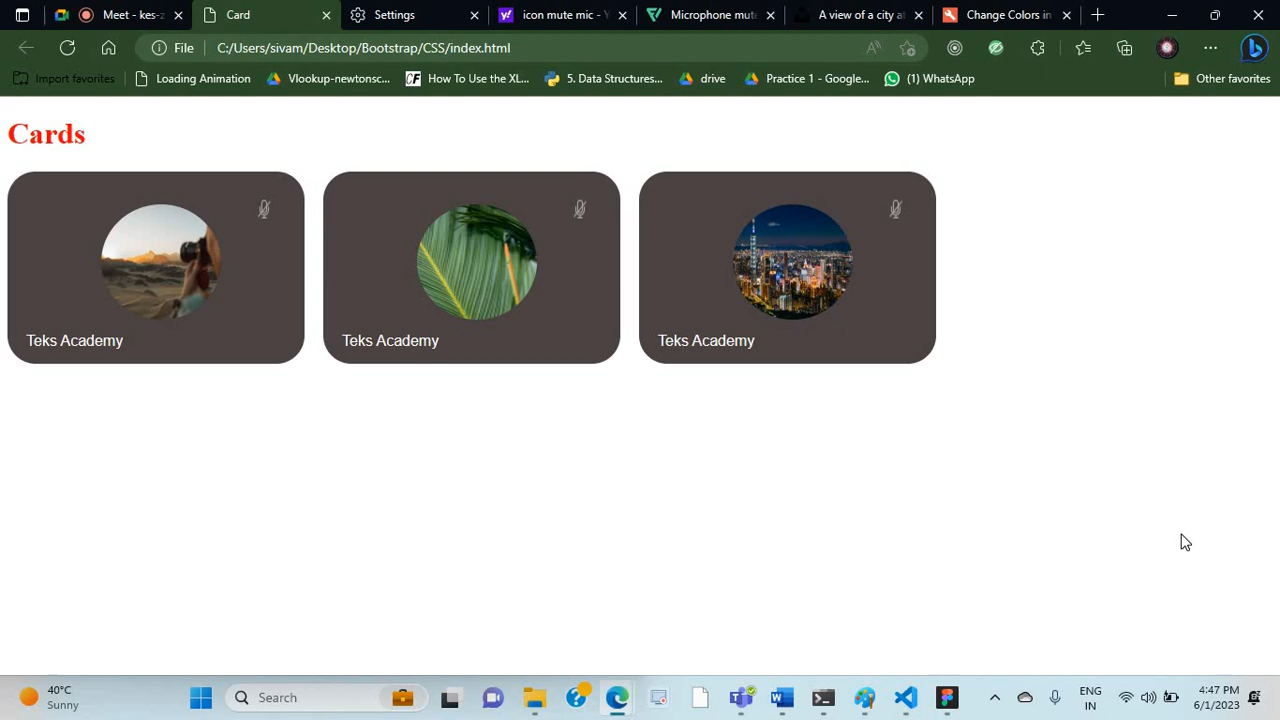 Meet - kes-z
Card
Settings
icon mute mic - Y
Microphone mute
A view of a city at
Change Colors in
File
C:/Users/sivam/Desktop/Bootstrap/CSS/index.html
Import favorites
Loading Animation
Vlookup-newtonsc...
CF How To Use the XL...
5. Data Structures...
drive
Practice 1 - Google...
(1) WhatsApp
Other favorites
Cards
Teks Academy
Teks Academy
Teks Academy
40°C
Sunny
Search
ENG
IN
4:47 PM
6/1/2023